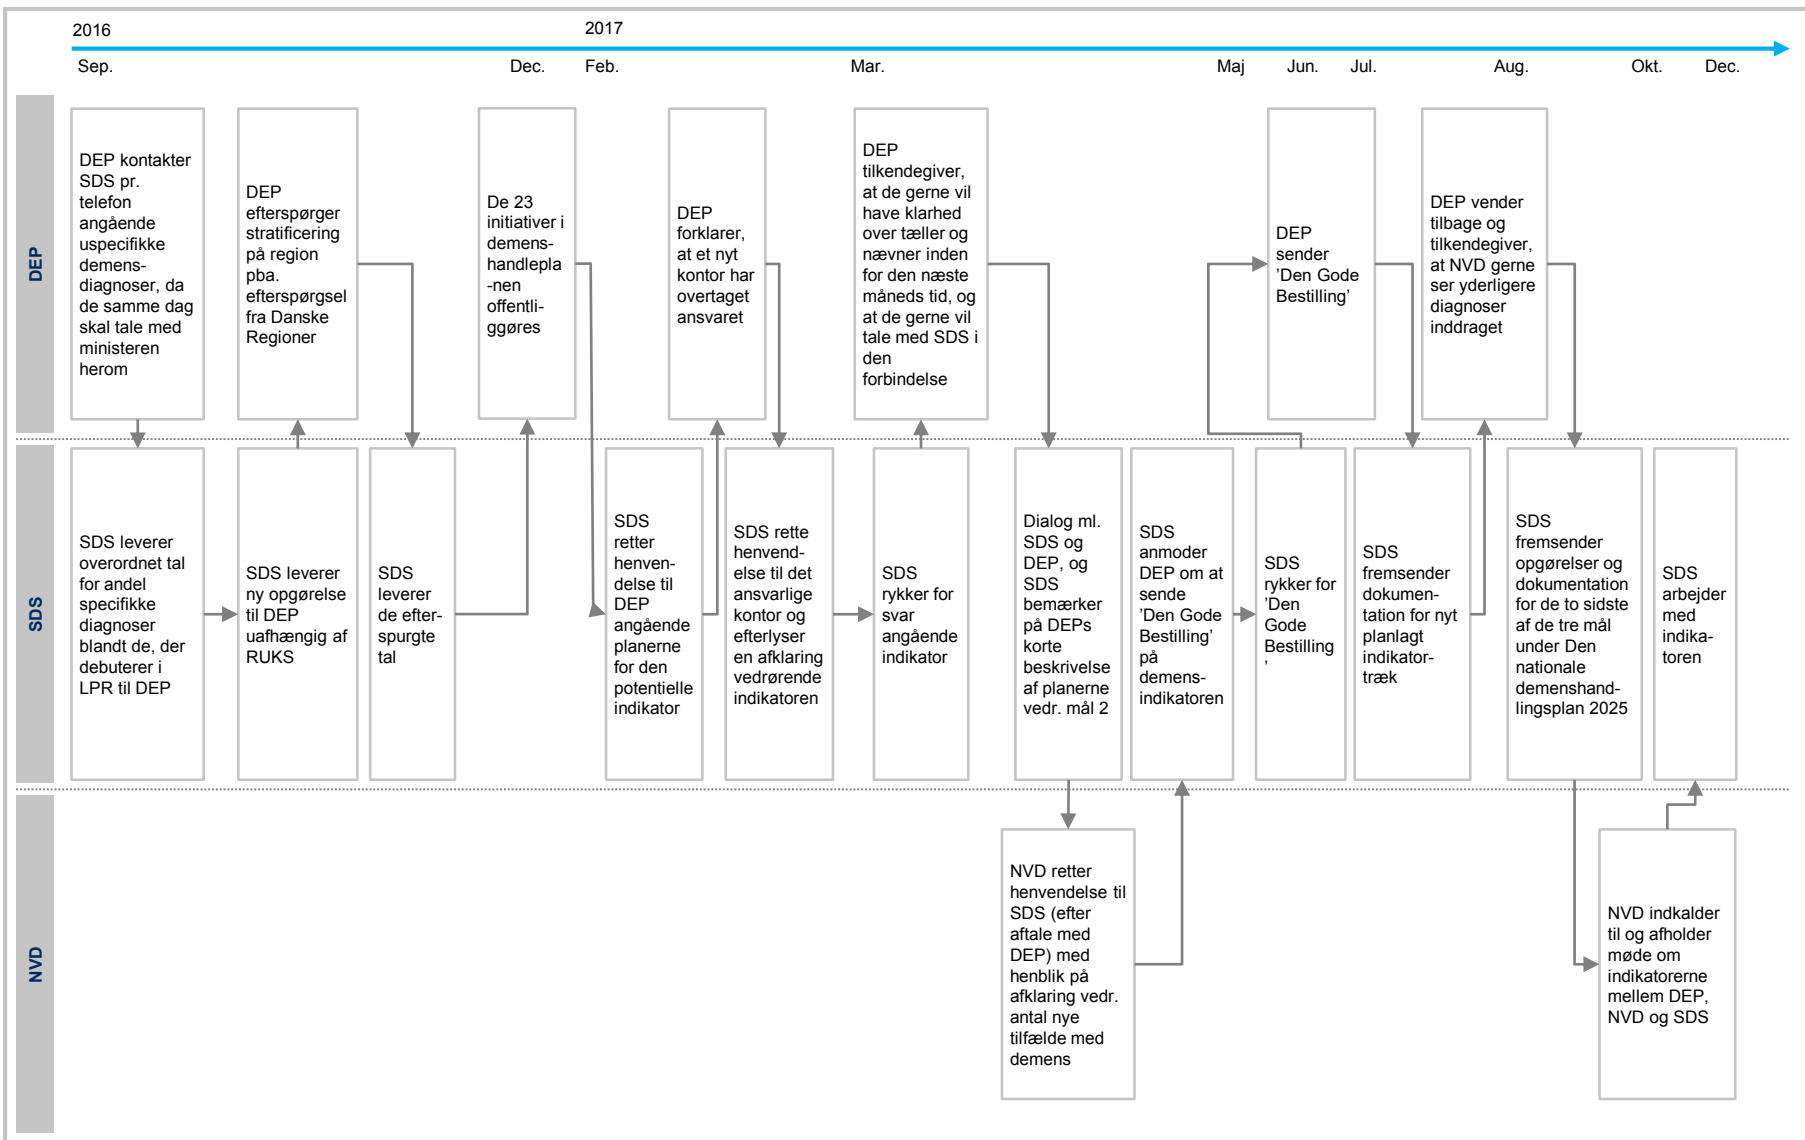 2016
2017
Sep.
Dec.
Feb.
Mar.
Maj
Jun.
Jul.
Aug.
Okt.
Dec.
DEP
DEP kontakter
SDS pr.
telefon
angående
uspecifikke
demens-
diagnoser, da
de samme dag
skal tale med
ministeren
herom
DEP
efterspørger
stratificering
på region
pba.
efterspørgsel
fra Danske
Regioner
De 23
initiativer i
demens-
handlepla
-nen
offentli-
ggøres
DEP
forklarer,
at et nyt
kontor har
overtaget
ansvaret
DEP
tilkendegiver,
at de gerne vil
have klarhed
over tæller og
nævner inden
for den næste
måneds tid, og
at de gerne vil
tale med SDS i
den
forbindelse
DEP
sender
’Den Gode
Bestilling’
DEP vender
tilbage og
tilkendegiver,
at NVD gerne
ser yderligere
diagnoser
inddraget
SDS
SDS leverer
overordnet tal
for andel
specifikke
diagnoser
blandt de, der
debuterer i
LPR til DEP
SDS leverer
ny opgørelse
til DEP
uafhængig af
RUKS
SDS
leverer
de efter-
spurgte
tal
SDS
retter
henven-
delse til
DEP
angående
planerne
for den
potentielle
indikator
SDS rette
henvend-
else til det
ansvarlige
kontor og
efterlyser
en afklaring
vedrørende
indikatoren
SDS
rykker for
svar
angående
indikator
Dialog ml.
SDS og
DEP, og
SDS
bemærker
på DEPs
korte
beskrivelse
af planerne
vedr. mål 2
SDS
anmoder
DEP om at
sende
’Den Gode
Bestilling’
på
demens-
indikatoren
SDS
rykker for
’Den
Gode
Bestilling
’
SDS
fremsender
dokumen-
tation for nyt
planlagt
indikator-
træk
SDS
fremsender
opgørelser og
dokumentation
for de to sidste
af de tre mål
under Den
nationale
demenshand-
lingsplan 2025
SDS
arbejder
med
indika-
toren
NVD
NVD retter
henvendelse til
SDS (efter
aftale med
DEP) med
henblik på
afklaring vedr.
antal nye
tilfælde med
demens
NVD indkalder
til og afholder
møde om
indikatorerne
mellem DEP,
NVD og SDS